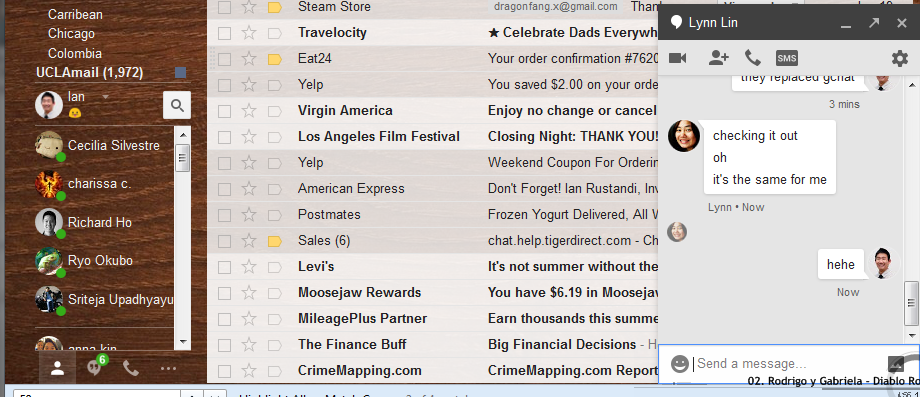 Carribean
Chicago
Colombia
UCLAmail (1,972)
Ian
Cecilia Silvestre
charissa c.
Richard Ho
Ryo Okubo
Sriteja Upadhyayu
anna kin
6
Steam Store dragonfang.x@gmail.com
Travelocity ★ Celebrate Dads Everywh
Eat24 Your order confirmation #7620
Yelp You saved $2.00 on your orde
Virgin America Enjoy no change or cancel
Los Angeles Film Festival Closing Night: THANK YOU!
Yelp Weekend Coupon For Ordering
American Express Don't Forget! Ian Rustandi, Inv
Postmates Frozen Yogurt Delivered, All W
Sales (6) chat.help.tigerdirect.com - Ch
Levi's It's not summer without the
Moosejaw Rewards You have $6.19 in Moosejaw
MileagePlus Partner Earn thousands this summe
The Finance Buff Big Financial Decisions - H
CrimeMapping.com CrimeMapping.com Report
Lynn Lin
SMS
they replaced gchat
3 mins
checking it out
oh
it's the same for me
Lynn • Now
hehe
Now
Send a message...
02. Rodrigo y Gabriela - Diablo Ro